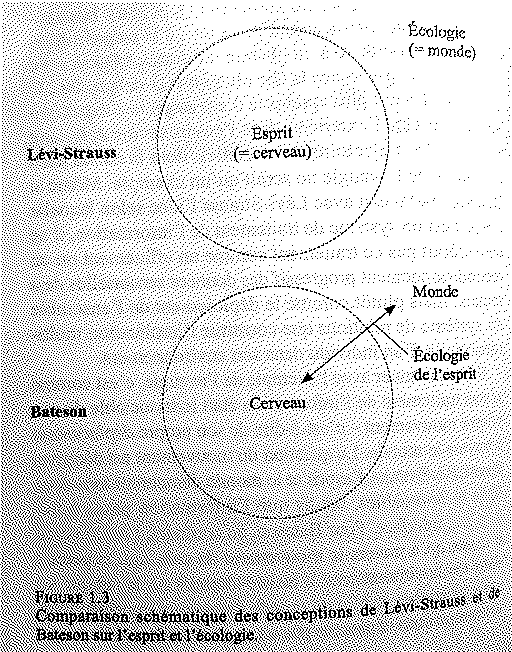 Écologie
(= monde)
Esprit
(= cerveau)
Lévi-Strauss
Monde
Écologie
de l'esprit
Cerveau
Bateson
FIGURE 1.1
Comparaison schématique des conceptions de Lévi-Strauss et de
Bateson sur l'esprit et l'écologie